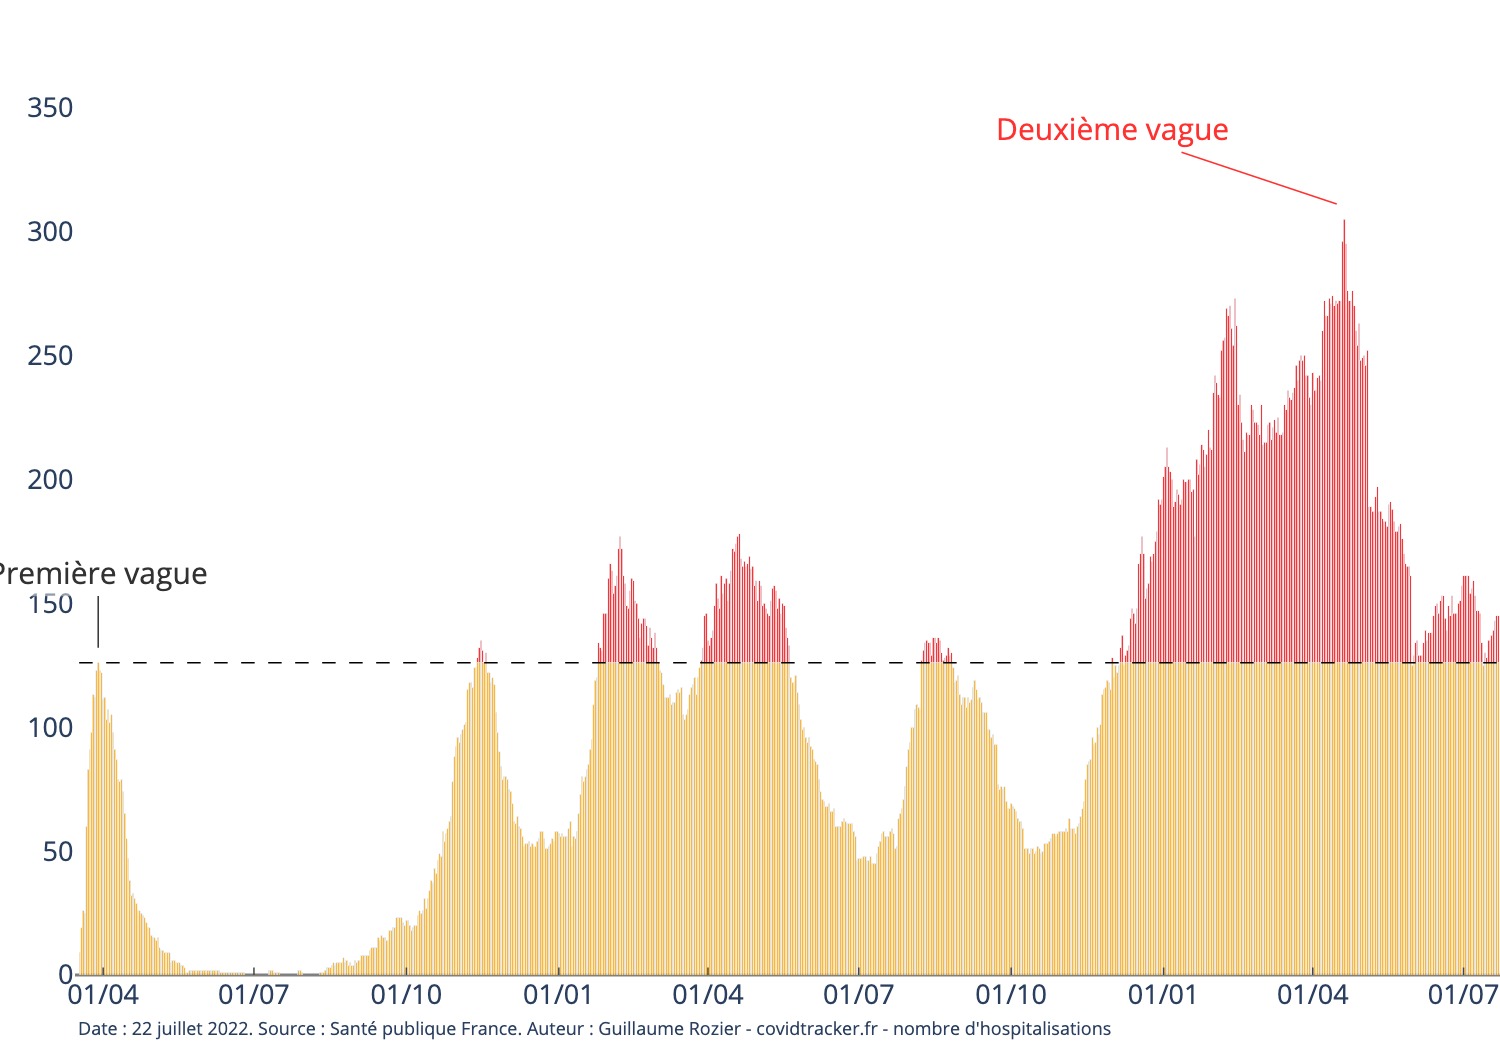 350
Deuxième vague
300
250
200
Première vague
150
100
50
0
01/04 01/07 01/10 01/01 01/04 01/07 01/10 01/01 01/04 01/07
Date : 22 juillet 2022. Source : Santé publique France. Auteur : Guillaume Rozier - covidtracker.fr - nombre d'hospitalisations